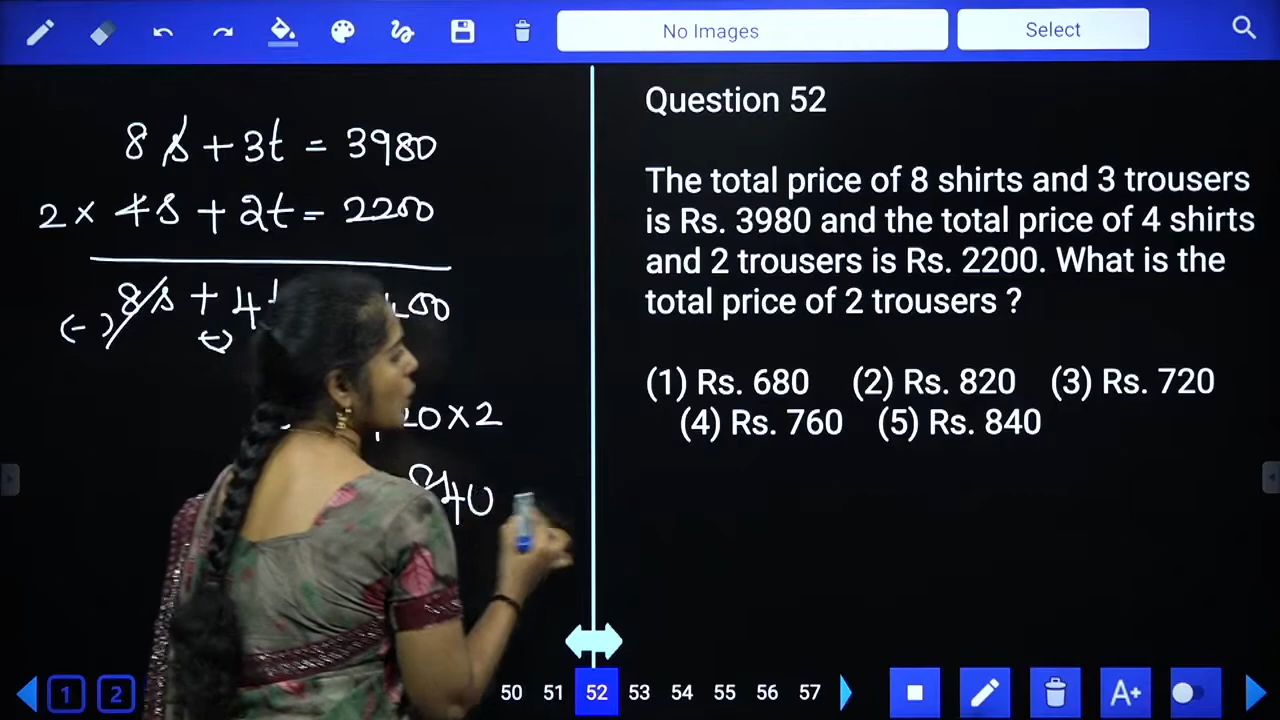 No Images
Select
8s + 3t = 3980
2 × 4s + 2t = 2200
8s + 4
(-)
(-)
20 × 2
840
Question 52
The total price of 8 shirts and 3 trousers
is Rs. 3980 and the total price of 4 shirts
and 2 trousers is Rs. 2200. What is the
total price of 2 trousers ?
(1) Rs. 680 (2) Rs. 820 (3) Rs. 720
(4) Rs. 760 (5) Rs. 840
1 2 50 51 52 53 54 55 56 57 A+